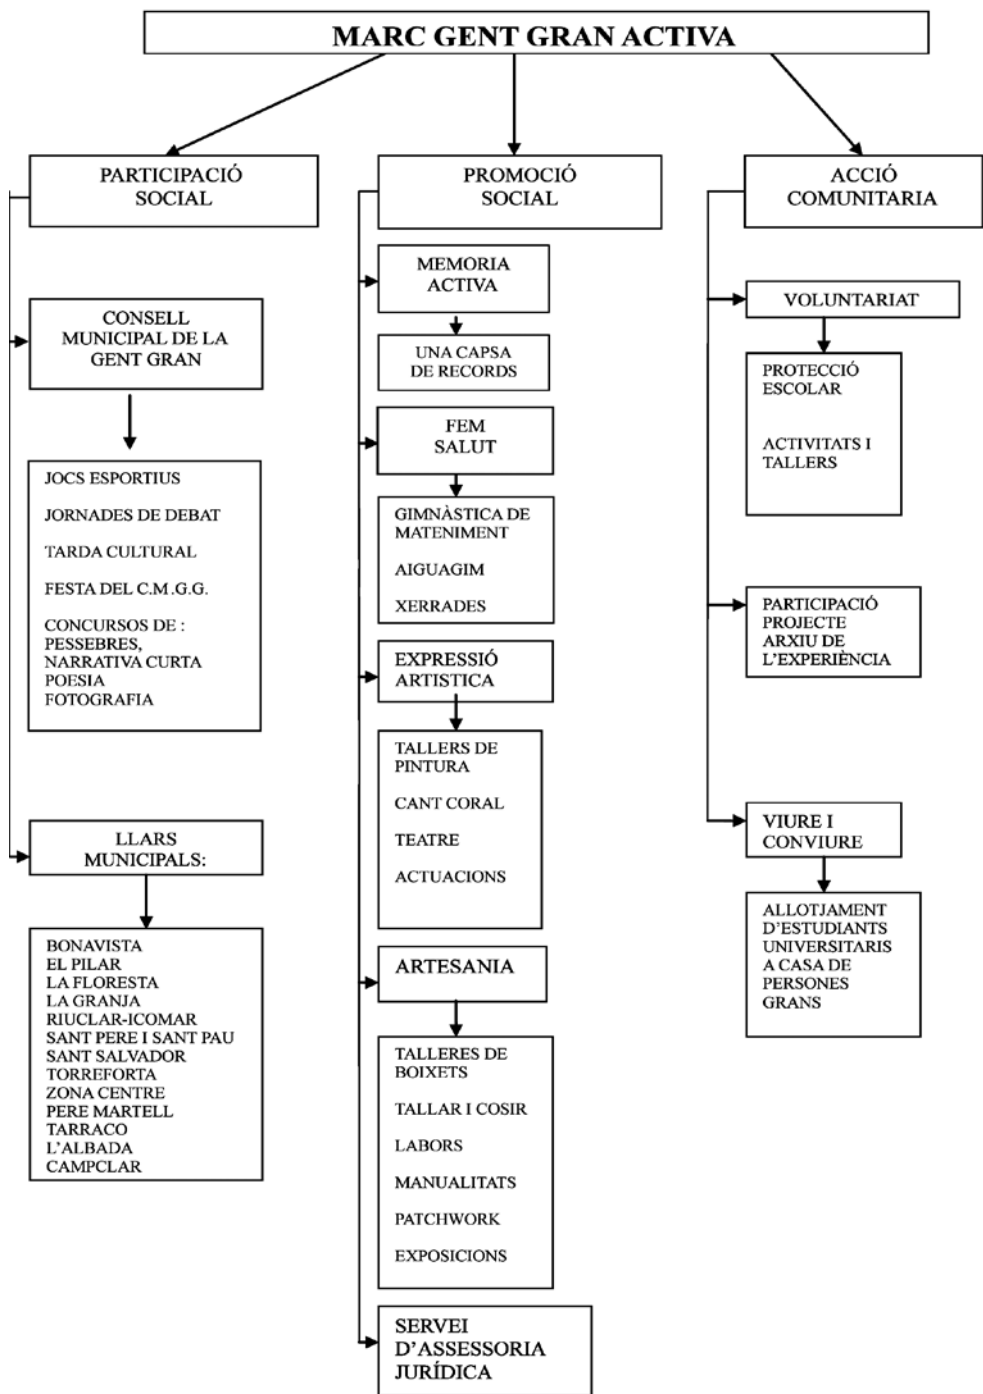 MARC GENT GRAN ACTIVA
PARTICIPACIÓ
SOCIAL
CONSELL
MUNICIPAL DE LA
GENT GRAN
JOCS ESPORTIUS
JORNADES DE DEBAT
TARDA CULTURAL
FESTA DEL C.M.G.G.
CONCURSOS DE :
PESSEBRES,
NARRATIVA CURTA
POESIA
FOTOGRAFIA
LLARS
MUNICIPALS:
BONAVISTA
EL PILAR
LA FLORESTA
LA GRANJA
RIUCLAR-ICOMAR
SANT PERE I SANT PAU
SANT SALVADOR
TORREFORTA
ZONA CENTRE
PERE MARTELL
TARRACO
L'ALBADA
CAMPCLAR
PROMOCIÓ
SOCIAL
MEMORIA
ACTIVA
UNA CAPSA
DE RECORDS
FEM
SALUT
GIMNÀSTICA DE
MATENIMENT
AIGUAGIM
XERRADES
EXPRESSIÓ
ARTISTICA
TALLERS DE
PINTURA
CANT CORAL
TEATRE
ACTUACIONS
ARTESANIA
TALLERES DE
BOIXETS
TALLAR I COSIR
LABORS
MANUALITATS
PATCHWORK
EXPOSICIONS
SERVEI
D'ASSESSORIA
JURÍDICA
ACCIÓ
COMUNITARIA
VOLUNTARIAT
PROTECCIÓ
ESCOLAR
ACTIVITATS I
TALLERS
PARTICIPACIÓ
PROJECTE
ARXIU DE
L'EXPERIÈNCIA
VIURE I
CONVIURE
ALLOTJAMENT
D'ESTUDIANTS
UNIVERSITARIS
A CASA DE
PERSONES
GRANS